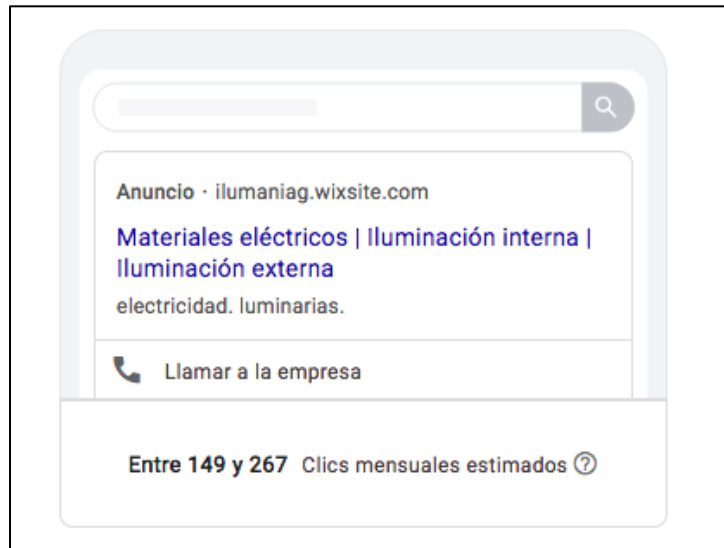 Anuncio · ilumaniag.wixsite.com
Materiales eléctricos | Iluminación interna |
Iluminación externa
electricidad. luminarias.
Llamar a la empresa
Entre 149 y 267 Clics mensuales estimados ?